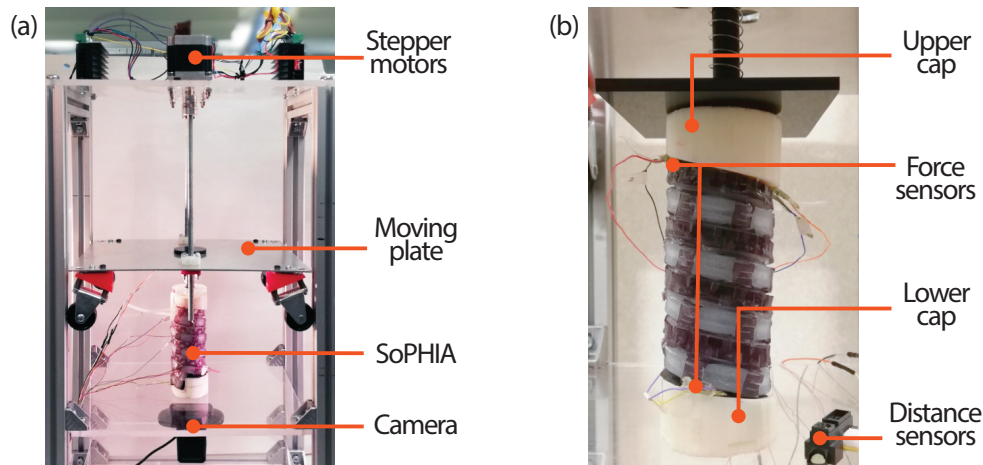 (a)
Stepper
motors
Moving
plate
SoPHIA
Camera
(b)
Upper
cap
Force
sensors
Lower
cap
Distance
sensors